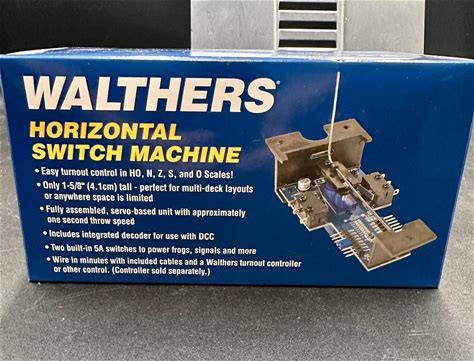 WALTHERS®
HORIZONTAL
SWITCH MACHINE
• Easy turnout control in HO, N, Z, S, and O Scales!
• Only 1-5/8" (4.1cm) tall - perfect for multi-deck layouts
or anywhere space is limited
• Fully assembled, servo-based unit with approximately
one second throw speed
• Includes integrated decoder for use with DCC
• Two built-in 5A switches to power frogs, signals and more
• Wire in minutes with included cables and a Walthers turnout controller
or other control. (Controller sold separately.)